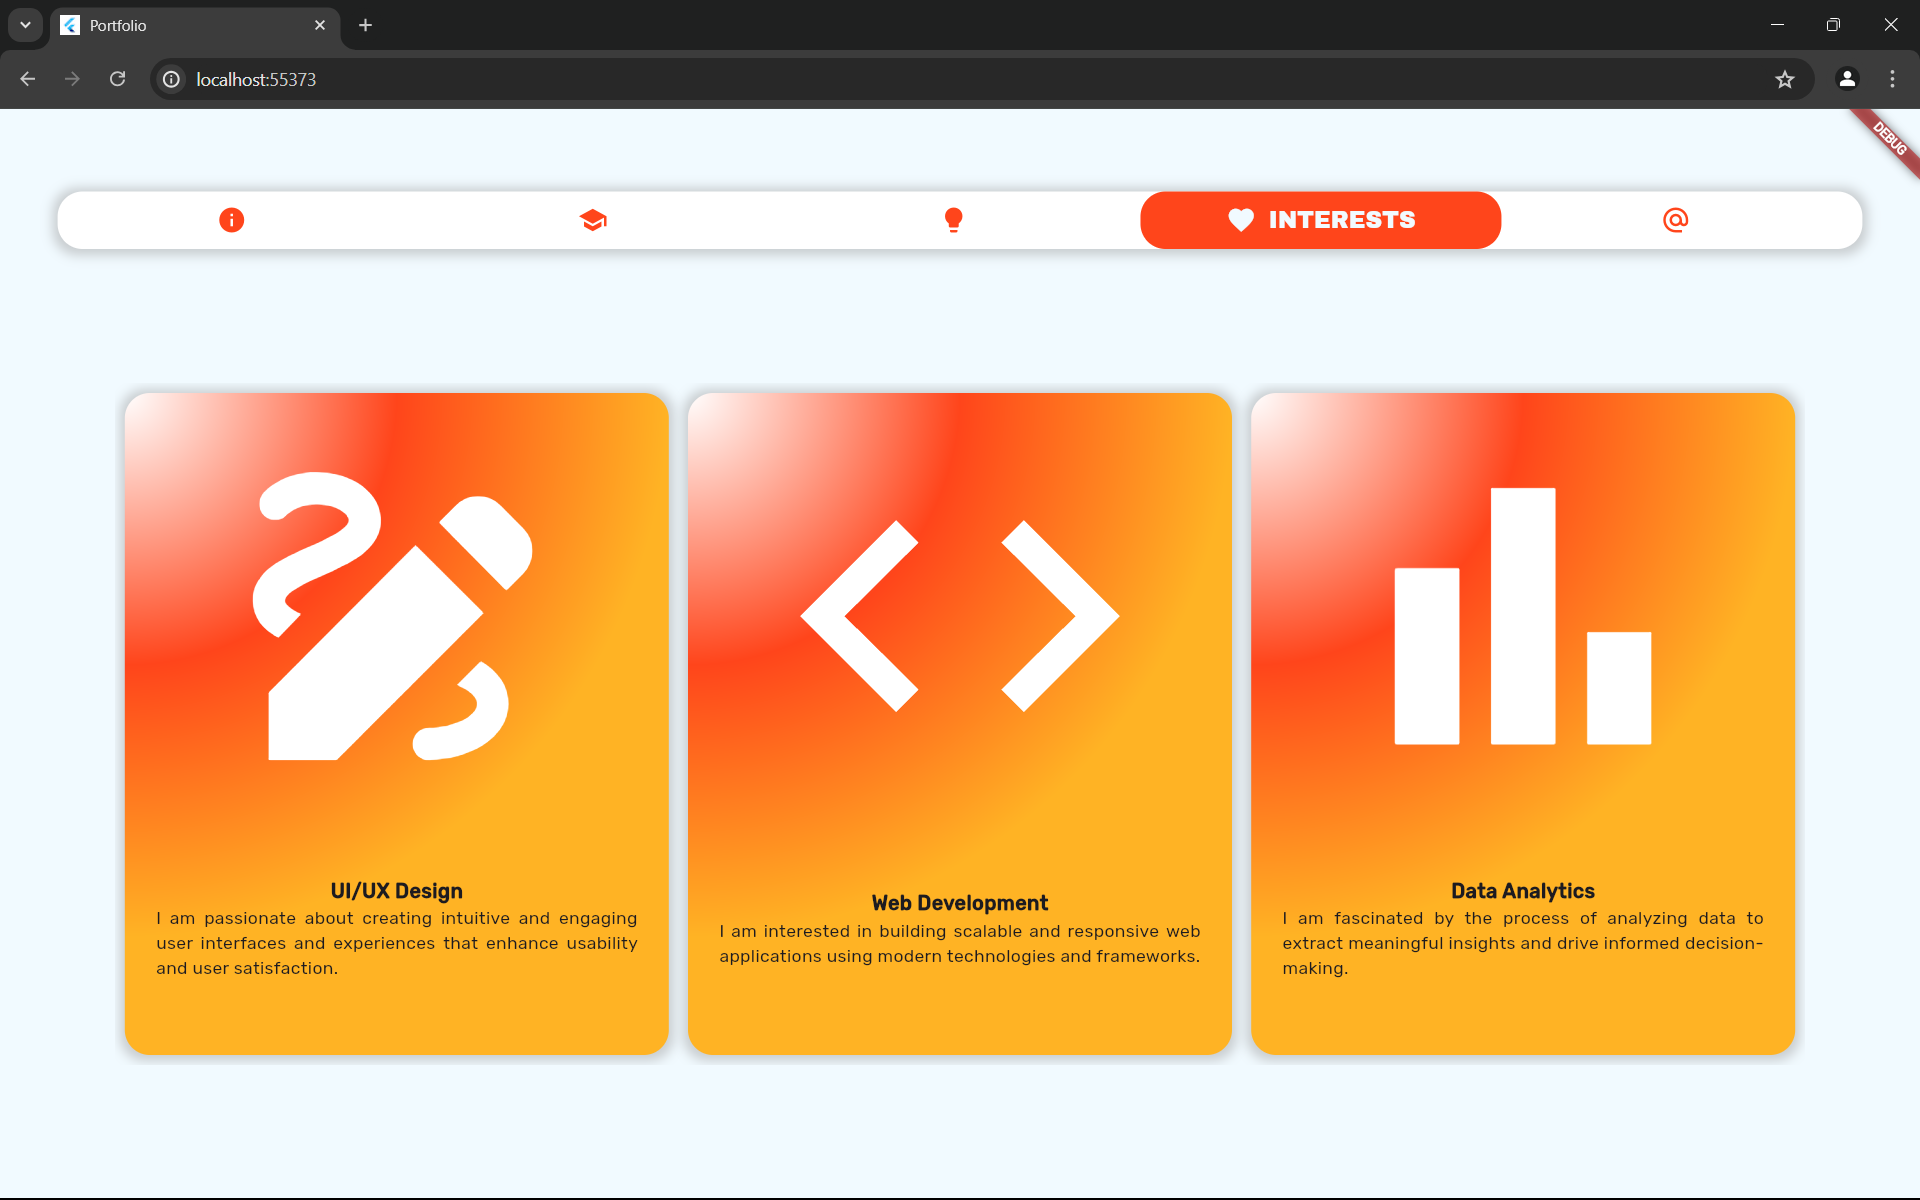 Portfolio
localhost:55373
DEBUG
INTERESTS
UI/UX Design
I am passionate about creating intuitive and engaging
user interfaces and experiences that enhance usability
and user satisfaction.
Web Development
I am interested in building scalable and responsive web
applications using modern technologies and frameworks.
Data Analytics
I am fascinated by the process of analyzing data to
extract meaningful insights and drive informed decision-
making.